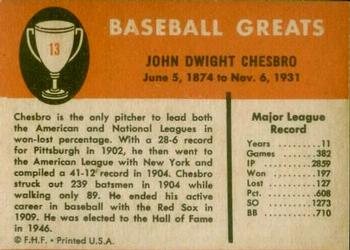 BASEBALL GREATS
13
JOHN DWIGHT CHESBRO
June 5, 1874 to Nov. 6, 1931
Chesbro is the only pitcher to lead both
the American and National Leagues in
won-lost percentage. With a 28-6 record
for Pittsburgh in 1902, he then went to
the American League with New York and
compiled a 41-12 record in 1904. Chesbro
struck out 239 batsmen in 1904 while
walking only 89. He ended his active
career in baseball with the Red Sox in
1909. He was elected to the Hall of Fame
in 1946.
© F.H.F. • Printed U.S.A.
Major League
Record
Years 11
Games 382
IP 2859
Won 197
Lost 127
Pct. .608
SO 1273
BB 710